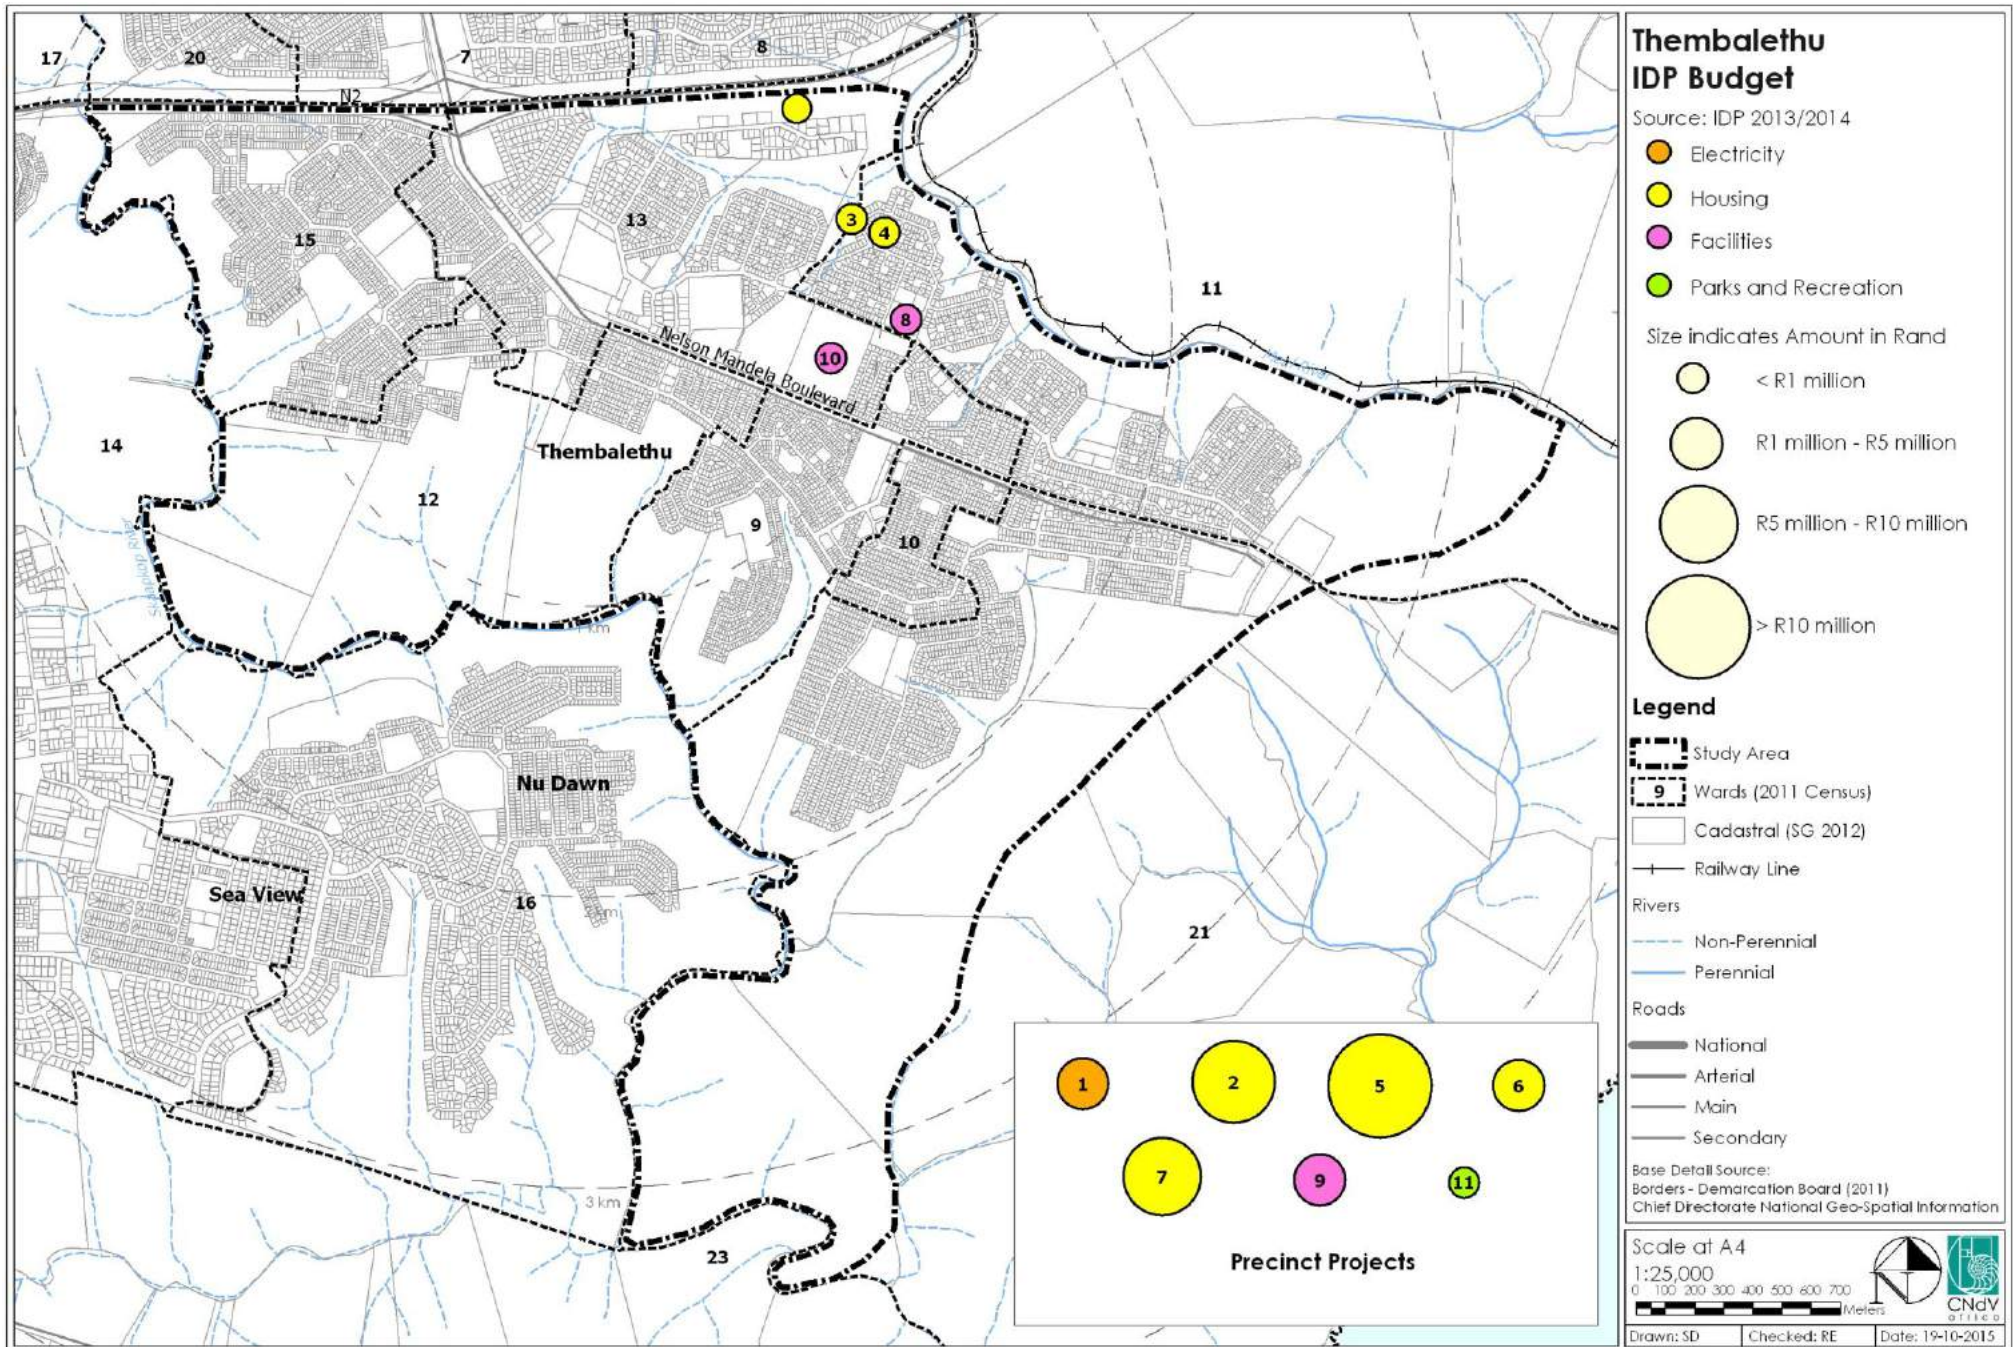 17
20
7
8
N2
15
13
3
4
11
8
10
Nelson Mandela Boulevard
14
Thembalethu
12
9
10
Skaapkop River
1 km
Nu Dawn
Sea View
16
2 km
21
3 km
23
1
2
5
6
7
9
11
Precinct Projects
Thembalethu
IDP Budget
Source: IDP 2013/2014
Electricity
Housing
Facilities
Parks and Recreation
Size indicates Amount in Rand
< R1 million
R1 million - R5 million
R5 million - R10 million
> R10 million
Legend
Study Area
9 Wards (2011 Census)
Cadastral (SG 2012)
Railway Line
Rivers
Non-Perennial
Perennial
Roads
National
Arterial
Main
Secondary
Base Detail Source:
Borders - Demarcation Board (2011)
Chief Directorate National Geo-Spatial Information
Scale at A4
1:25,000
0 100 200 300 400 500 600 700
Meters
N
CNdV
africa
Drawn: SD
Checked: RE
Date: 19-10-2015